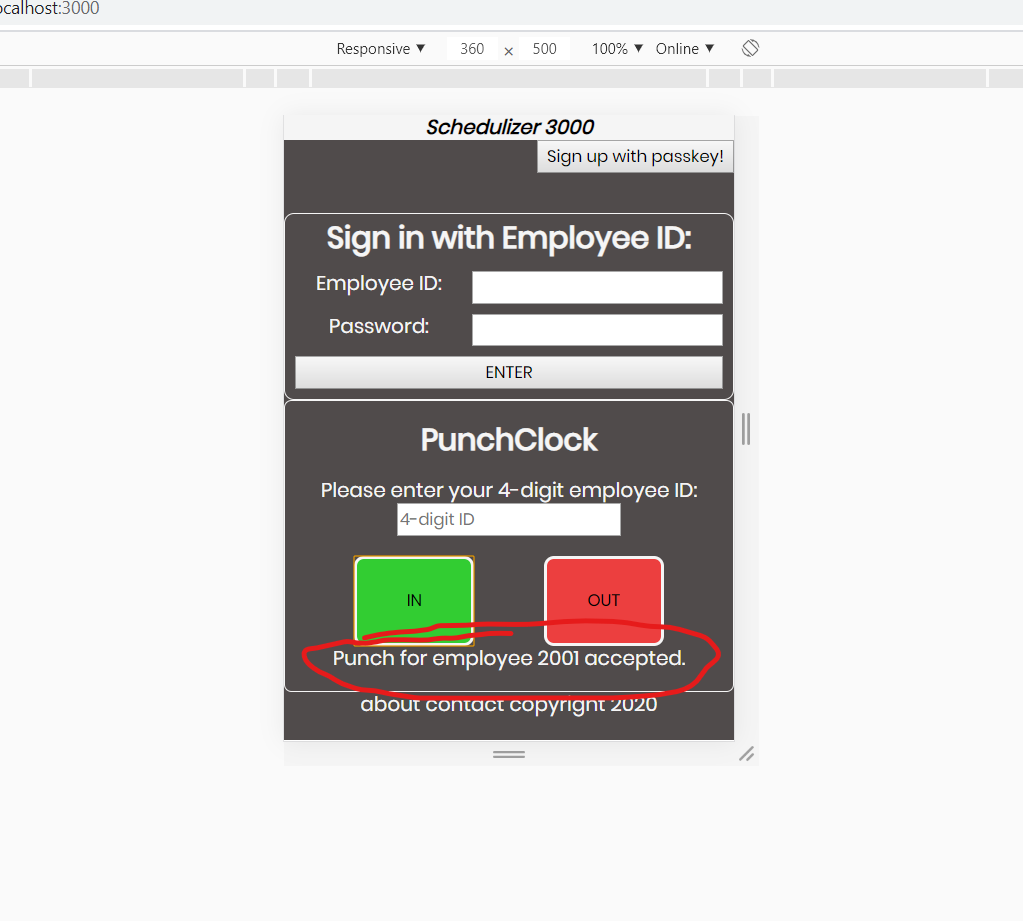 ocalhost:3000
Responsive ▼ 360 × 500 100% ▼ Online ▼
Schedulizer 3000
Sign up with passkey!
Sign in with Employee ID:
Employee ID:
Password:
ENTER
PunchClock
Please enter your 4-digit employee ID:
4-digit ID
IN OUT
Punch for employee 2001 accepted.
about contact copyright 2020